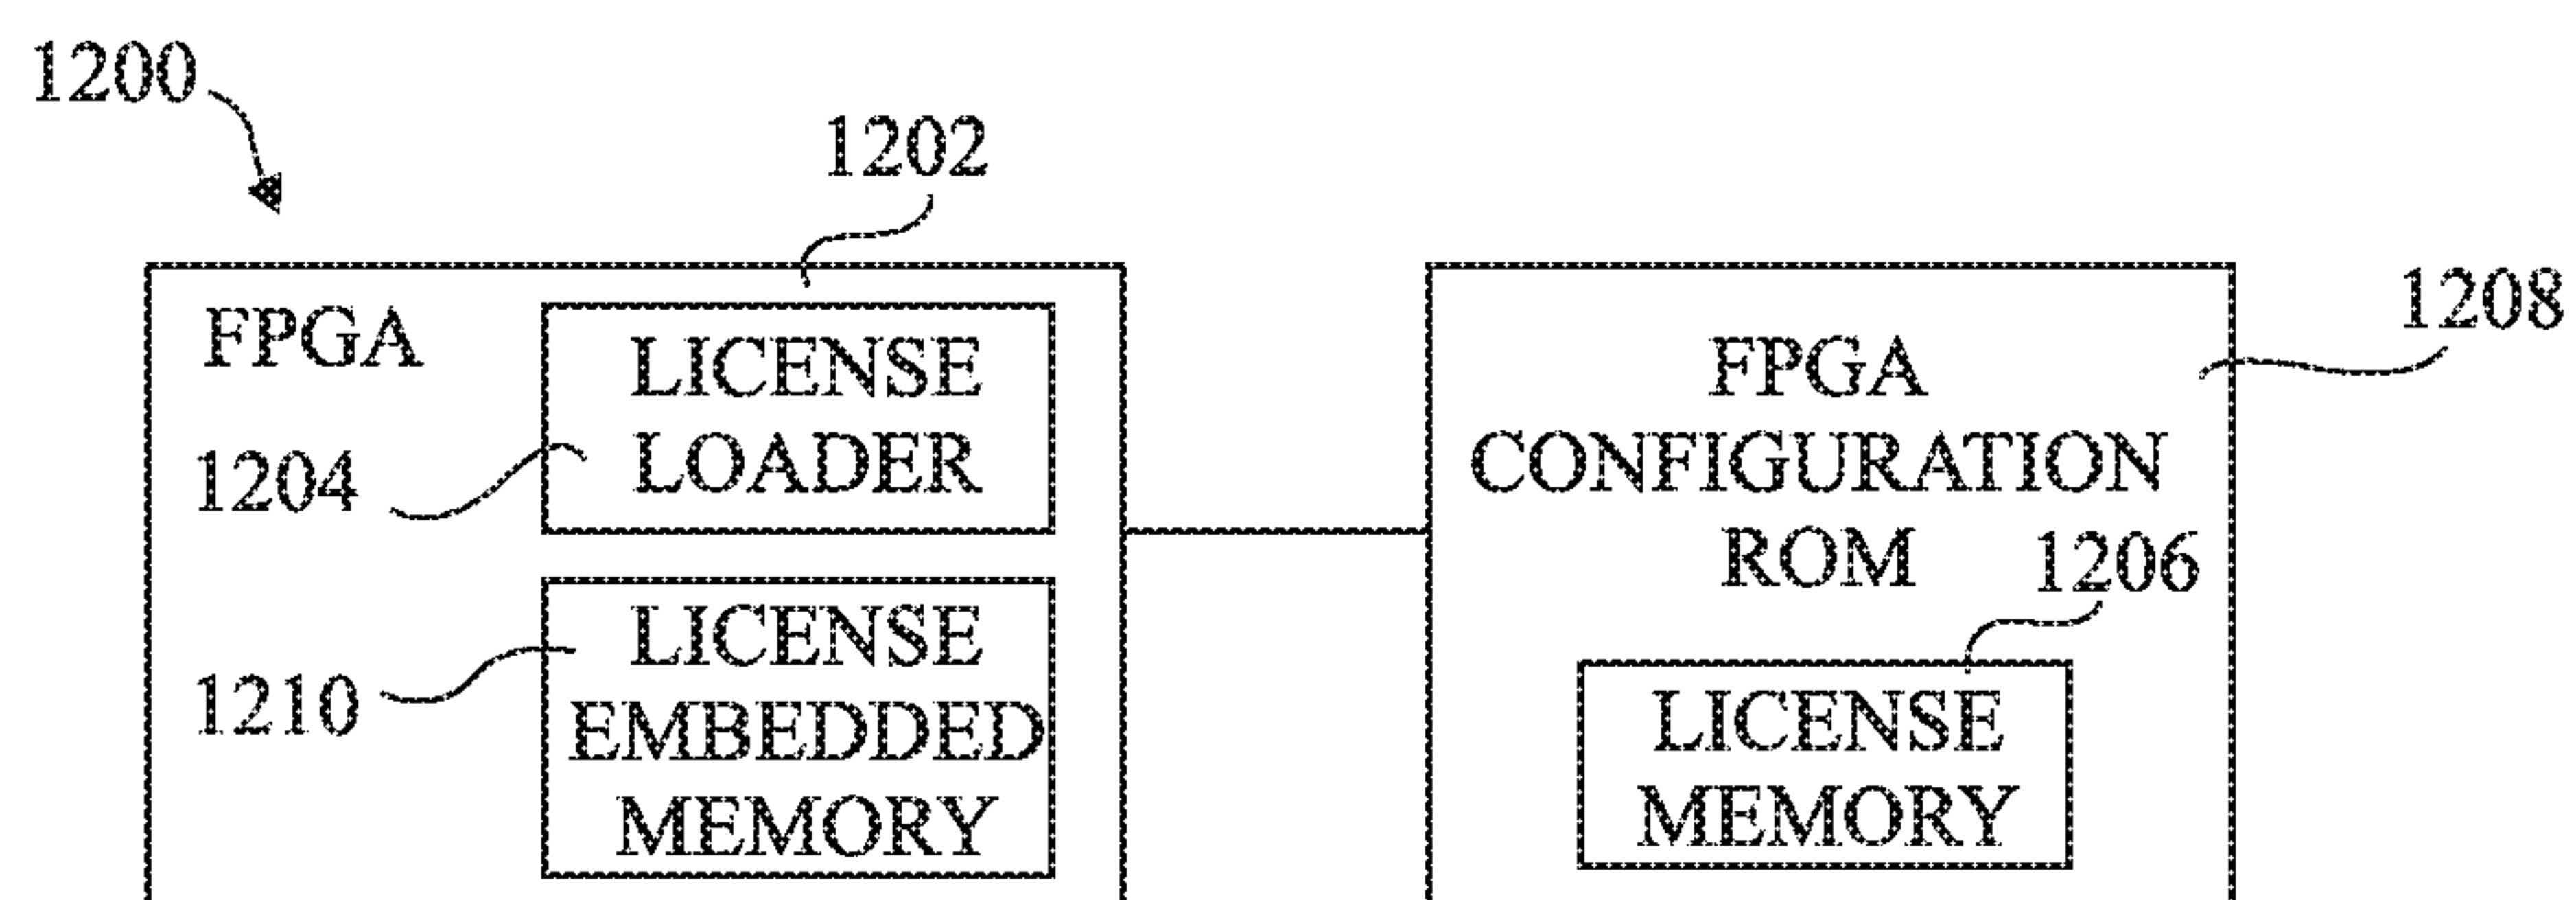 1200
1202
1208
FPGA
LICENSE
LOADER
1204
LICENSE
EMBEDDED
MEMORY
1210
FPGA
CONFIGURATION
ROM
1206
LICENSE
MEMORY